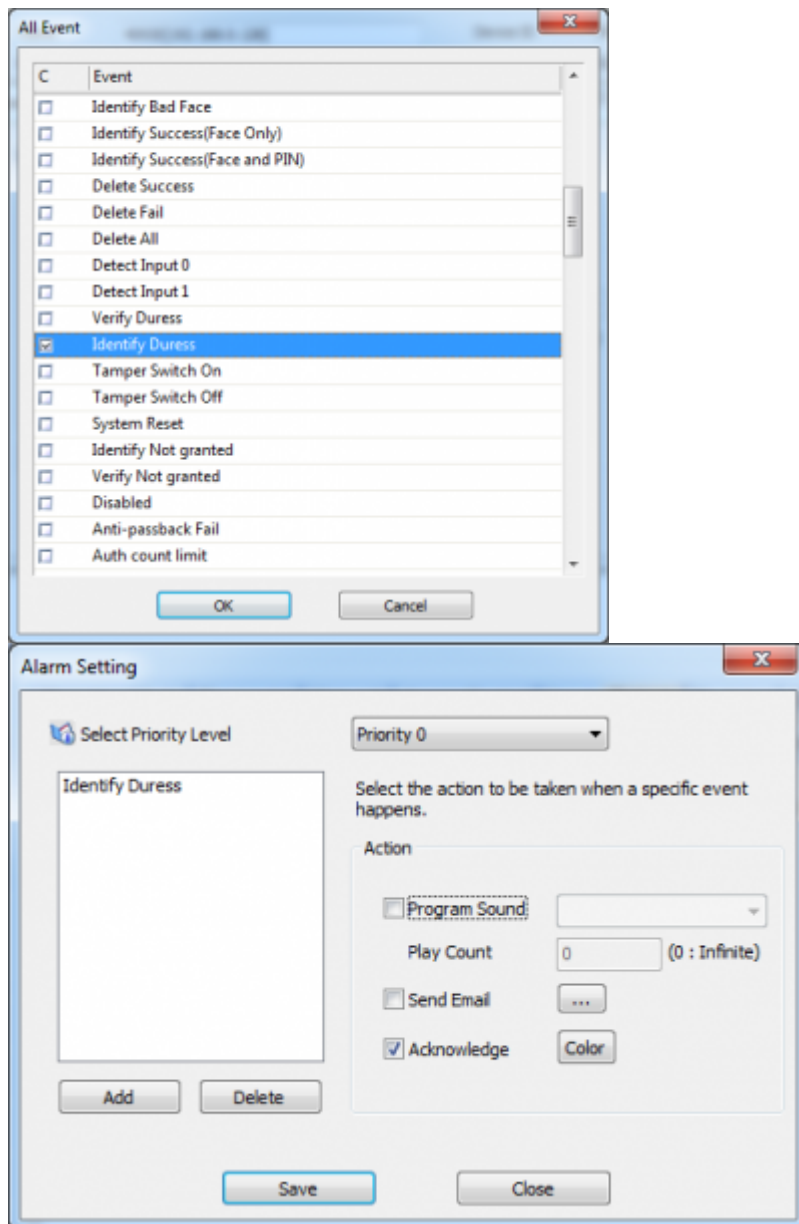 All Event
C Event
Identify Bad Face
Identify Success(Face Only)
Identify Success(Face and PIN)
Delete Success
Delete Fail
Delete All
Detect Input 0
Detect Input 1
Verify Duress
Identify Duress
Tamper Switch On
Tamper Switch Off
System Reset
Identify Not granted
Verify Not granted
Disabled
Anti-passback Fail
Auth count limit
OK Cancel
Alarm Setting
Select Priority Level Priority 0
Identify Duress
Select the action to be taken when a specific event
happens.
Action
Program Sound
Play Count 0 (0 : Infinite)
Send Email ...
Acknowledge Color
Add Delete
Save Close